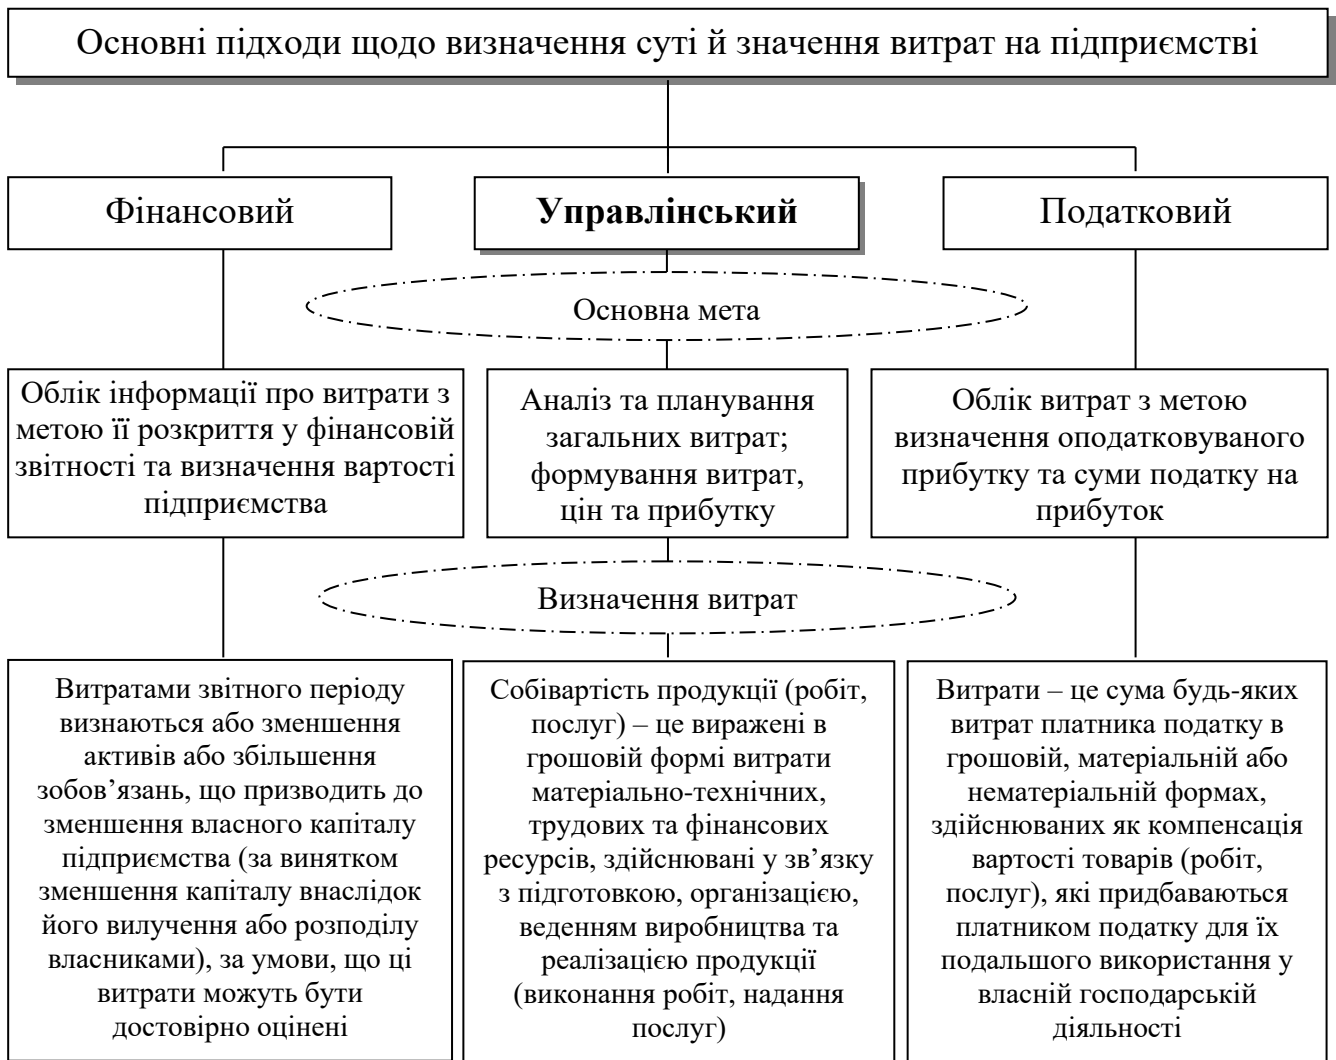 Основні підходи щодо визначення суті й значення витрат на підприємстві
Фінансовий
Управлінський
Податковий
Основна мета
Облік інформації про витрати з
метою її розкриття у фінансовій
звітності та визначення вартості
підприємства
Аналіз та планування
загальних витрат;
формування витрат,
цін та прибутку
Облік витрат з метою
визначення оподатковуваного
прибутку та суми податку на
прибуток
Визначення витрат
Витратами звітного періоду
визнаються або зменшення
активів або збільшення
зобов’язань, що призводить до
зменшення власного капіталу
підприємства (за винятком
зменшення капіталу внаслідок
його вилучення або розподілу
власниками), за умови, що ці
витрати можуть бути
достовірно оцінені
Собівартість продукції (робіт,
послуг) – це виражені в
грошовій формі витрати
матеріально-технічних,
трудових та фінансових
ресурсів, здійснювані у зв’язку
з підготовкою, організацією,
веденням виробництва та
реалізацією продукції
(виконання робіт, надання
послуг)
Витрати – це сума будь-яких
витрат платника податку в
грошовій, матеріальній або
нематеріальній формах,
здійснюваних як компенсація
вартості товарів (робіт,
послуг), які придбаваються
платником податку для їх
подальшого використання у
власній господарській
діяльності